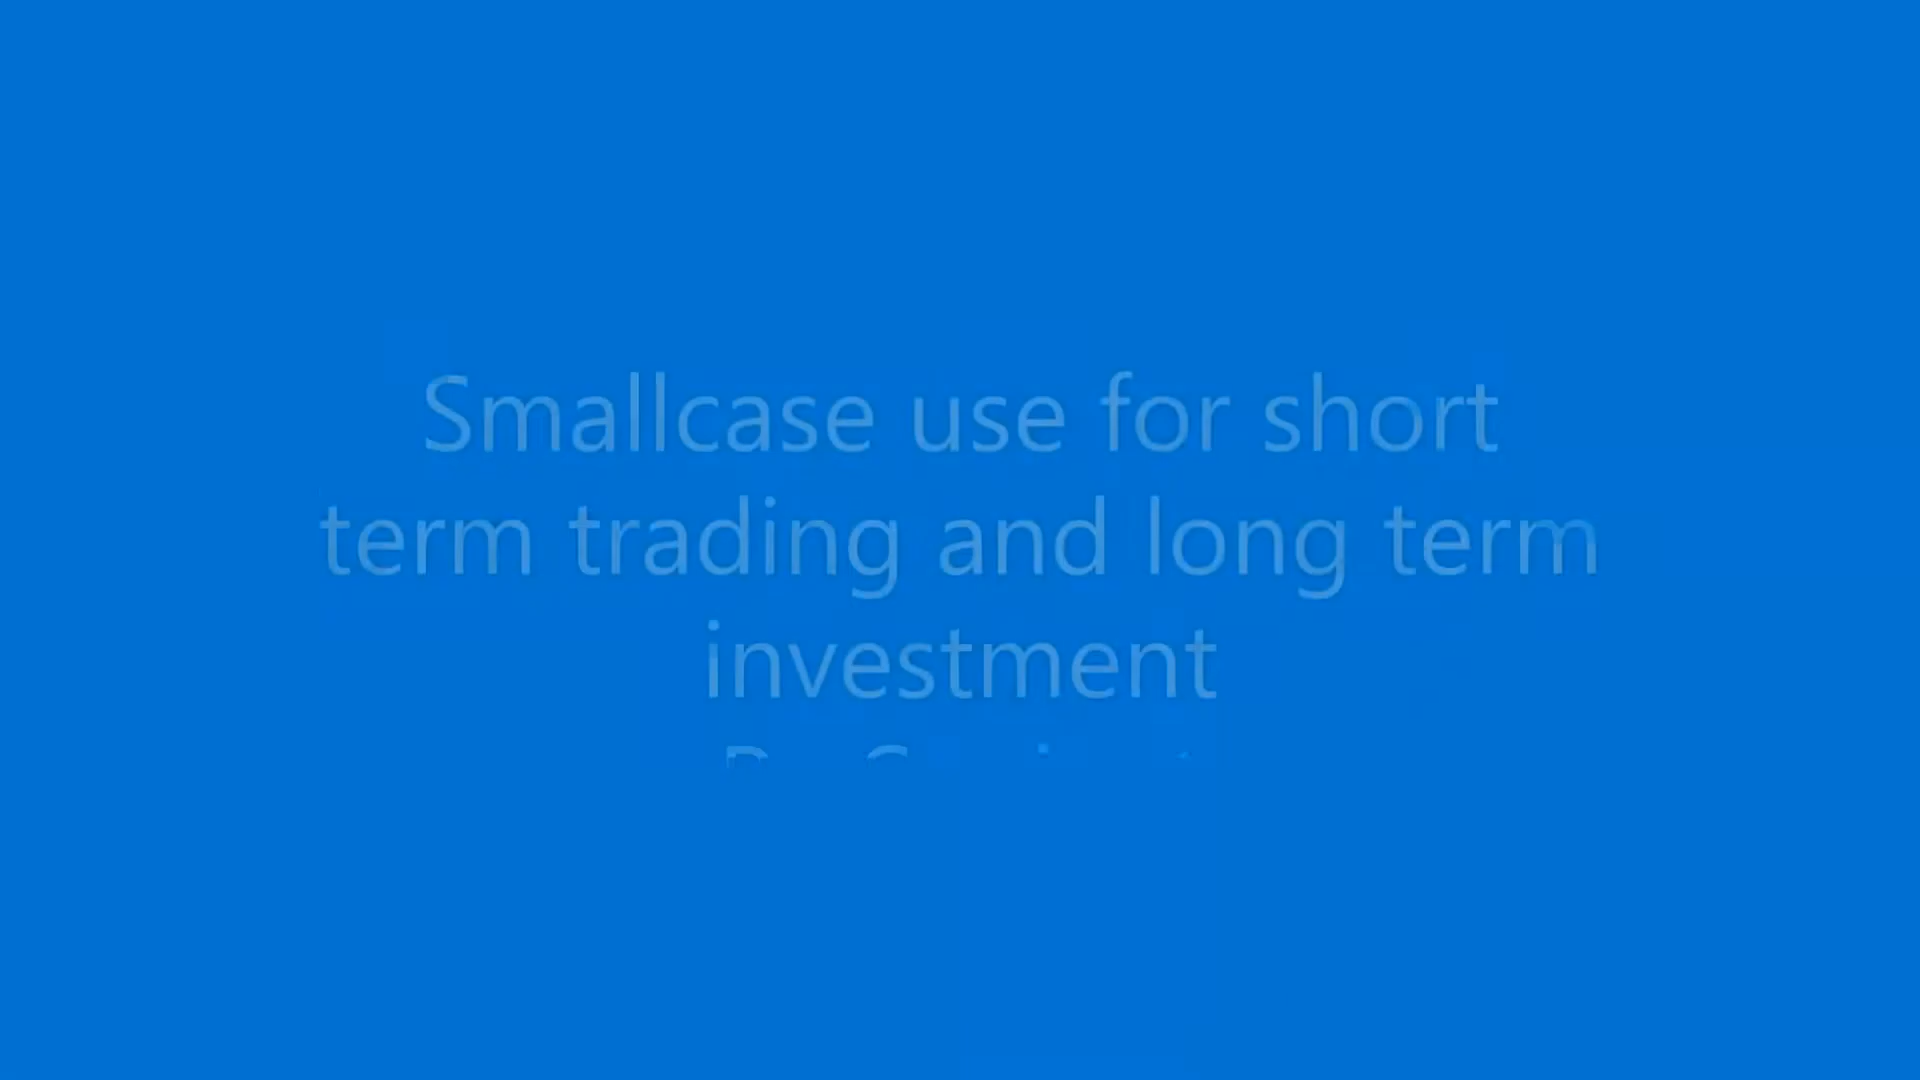 Smallcase use for short
term trading and long term
investment